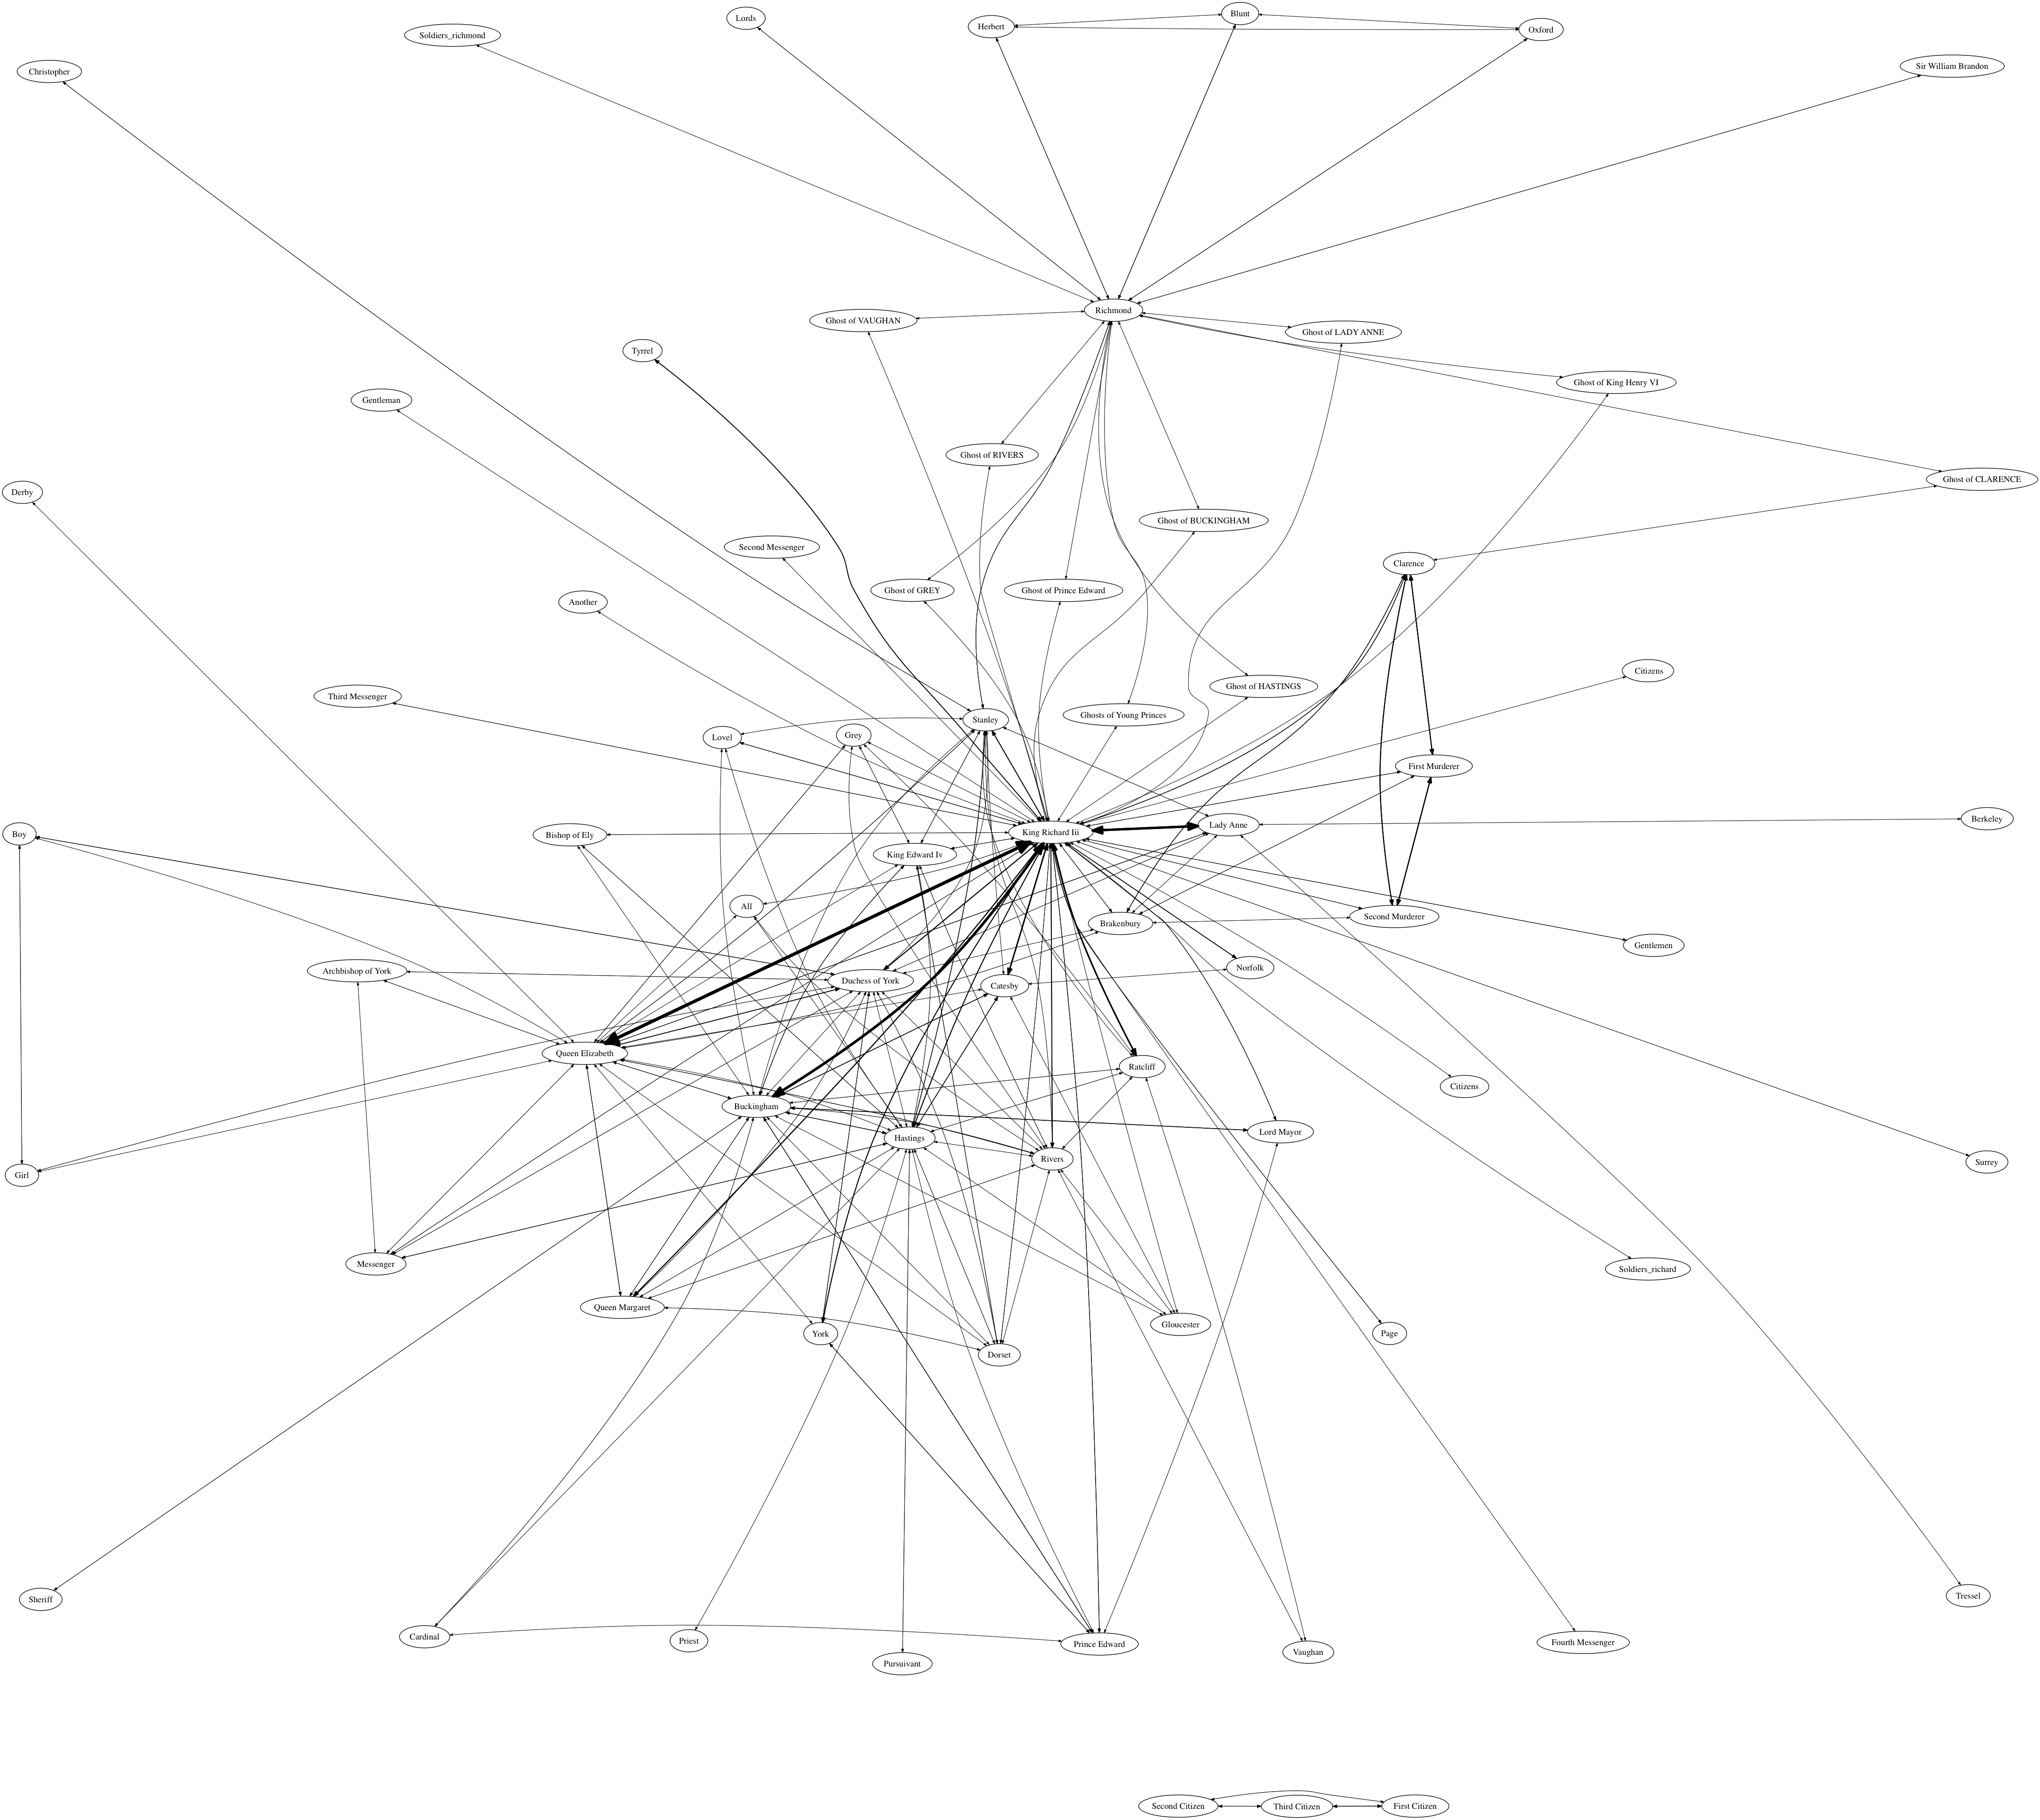 Blunt
Lords
Herbert
Oxford
Soldiers_richmond
Sir William Brandon
Christopher
Richmond
Ghost of VAUGHAN
Ghost of LADY ANNE
Tyrrel
Ghost of King Henry VI
Gentleman
Ghost of RIVERS
Ghost of CLARENCE
Derby
Ghost of BUCKINGHAM
Second Messenger
Clarence
Ghost of GREY
Ghost of Prince Edward
Another
Citizens
Ghost of HASTINGS
Third Messenger
Ghosts of Young Princes
Stanley
Grey
Lovel
First Murderer
Berkeley
Lady Anne
King Richard Iii
Boy
Bishop of Ely
King Edward Iv
All
Second Murderer
Brakenbury
Gentlemen
Norfolk
Archbishop of York
Duchess of York
Catesby
Queen Elizabeth
Ratcliff
Citizens
Buckingham
Lord Mayor
Hastings
Rivers
Surrey
Girl
Messenger
Soldiers_richard
Queen Margaret
Gloucester
York
Page
Dorset
Tressel
Sheriff
Cardinal
Priest
Fourth Messenger
Prince Edward
Vaughan
Pursuivant
Second Citizen
Third Citizen
First Citizen